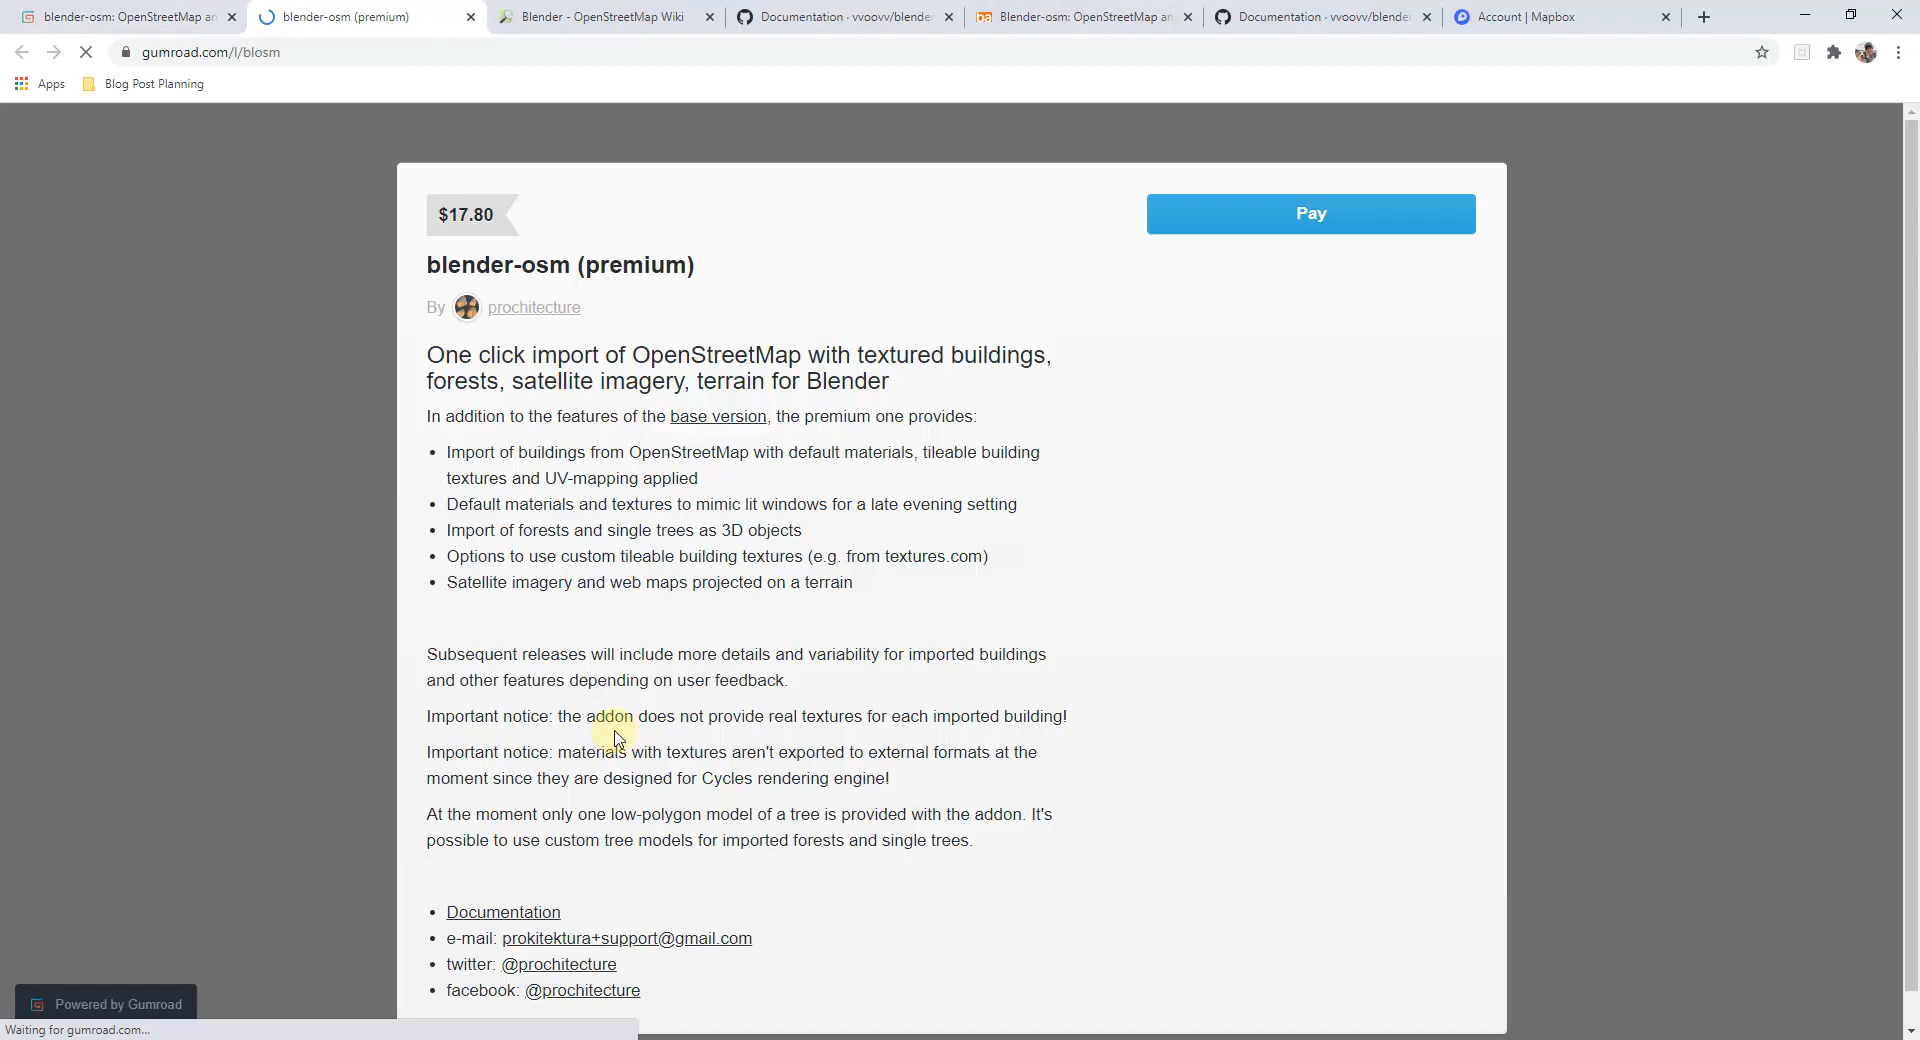 blender-osm: OpenStreetMap an
blender-osm (premium)
Blender - OpenStreetMap Wiki
Documentation · vvoovv/blender
Blender-osm: OpenStreetMap an
Documentation · vvoovv/blender
Account | Mapbox
gumroad.com/l/blosm
Apps
Blog Post Planning
$17.80
Pay
blender-osm (premium)
By prochitecture
One click import of OpenStreetMap with textured buildings,
forests, satellite imagery, terrain for Blender
In addition to the features of the base version, the premium one provides:
• Import of buildings from OpenStreetMap with default materials, tileable building
textures and UV-mapping applied
• Default materials and textures to mimic lit windows for a late evening setting
• Import of forests and single trees as 3D objects
• Options to use custom tileable building textures (e.g. from textures.com)
• Satellite imagery and web maps projected on a terrain
Subsequent releases will include more details and variability for imported buildings
and other features depending on user feedback.
Important notice: the addon does not provide real textures for each imported building!
Important notice: materials with textures aren't exported to external formats at the
moment since they are designed for Cycles rendering engine!
At the moment only one low-polygon model of a tree is provided with the addon. It's
possible to use custom tree models for imported forests and single trees.
• Documentation
• e-mail: prokitektura+support@gmail.com
• twitter: @prochitecture
• facebook: @prochitecture
Powered by Gumroad
Waiting for gumroad.com...